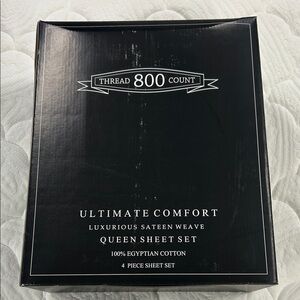 THREAD 800 COUNT
ULTIMATE COMFORT
LUXURIOUS SATEEN WEAVE
QUEEN SHEET SET
100% EGYPTIAN COTTON
4 PIECE SHEET SET